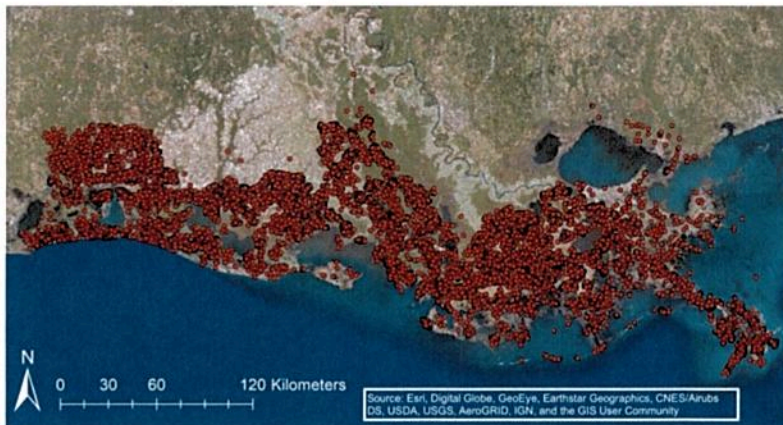 N
0 30 60 120 Kilometers
Source: Esri, Digital Globe, GeoEye, Earthstar Geographics, CNES/Airubs
DS, USDA, USGS, AeroGRID, IGN, and the GIS User Community